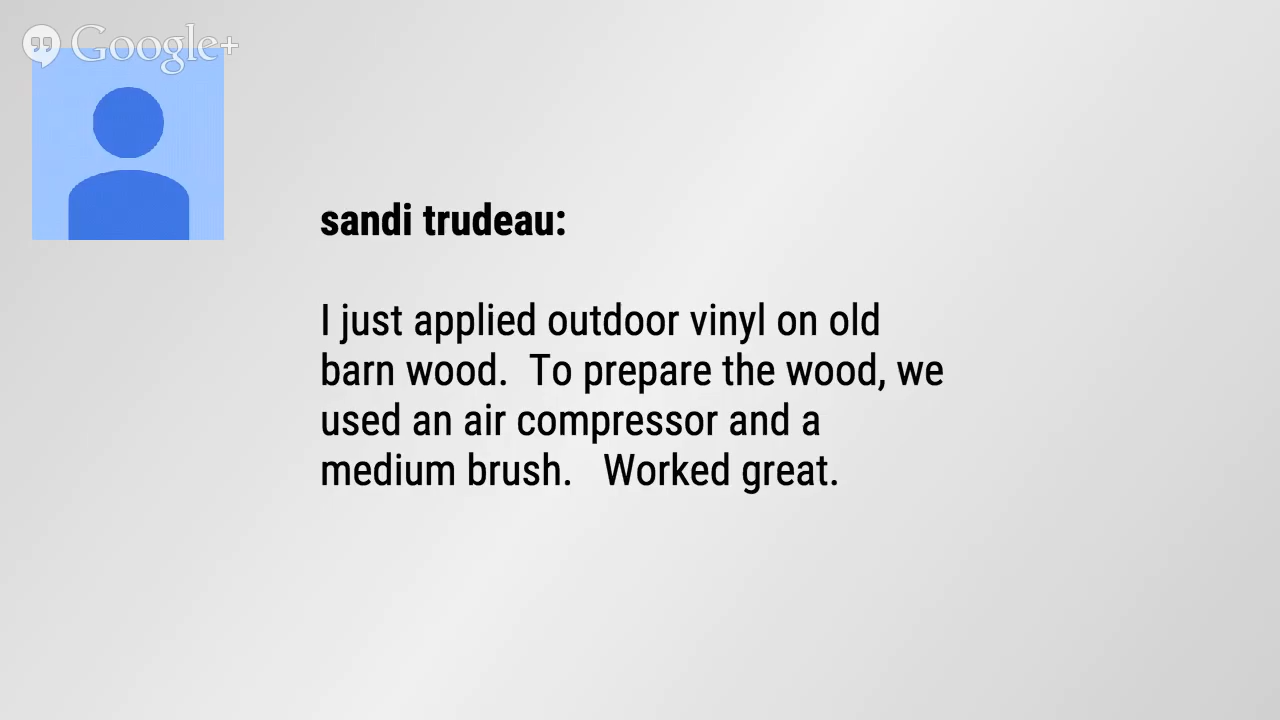 Google+
sandi trudeau:
I just applied outdoor vinyl on old
barn wood.  To prepare the wood, we
used an air compressor and a
medium brush.   Worked great.